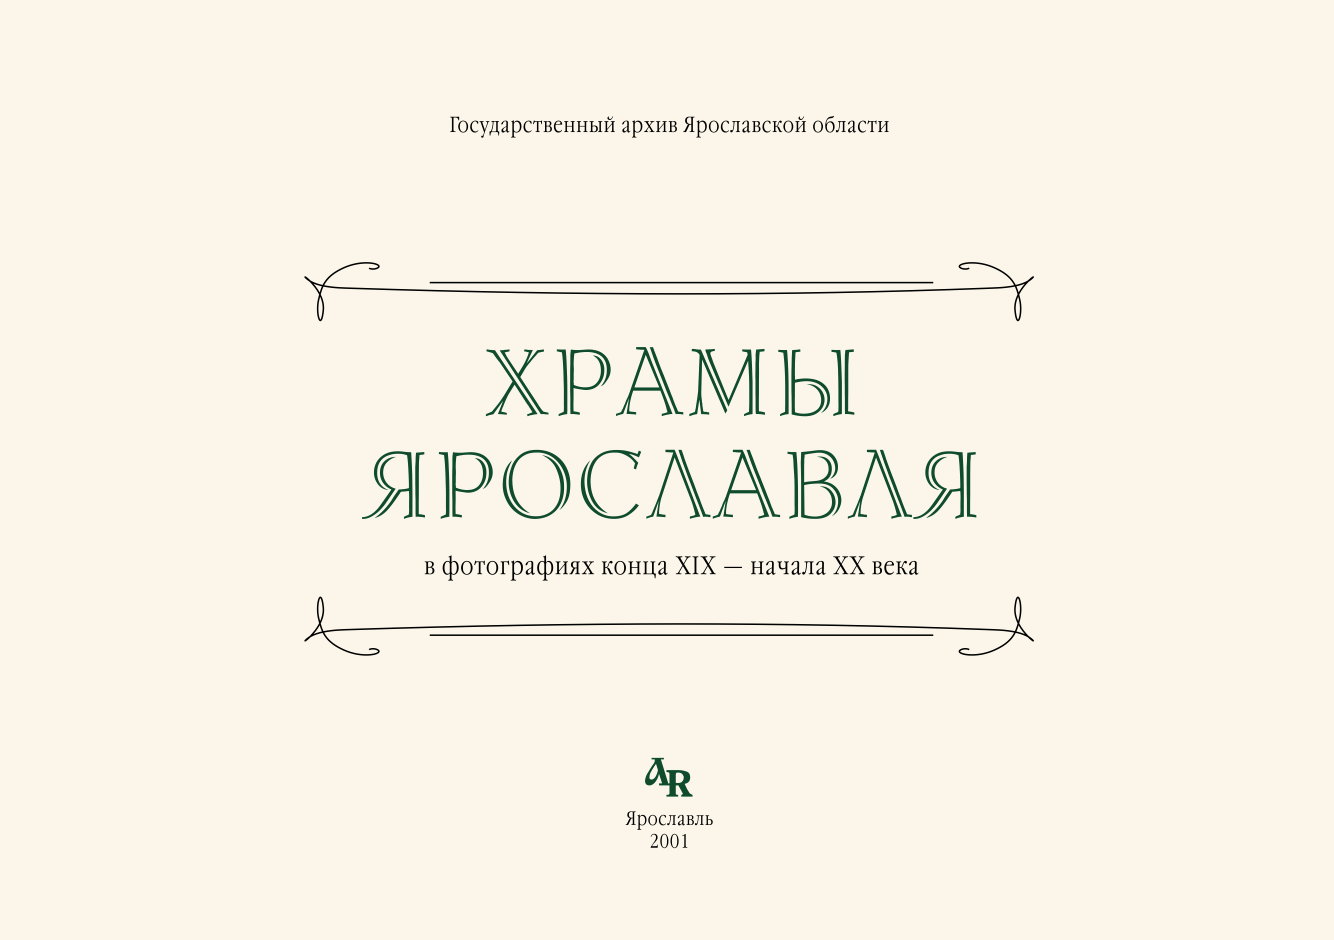 Государственный архив Ярославской области
ХРАМЫ
ЯРОСЛАВЛЯ
в фотографиях конца XIX — начала XX века
AR
Ярославль
2001